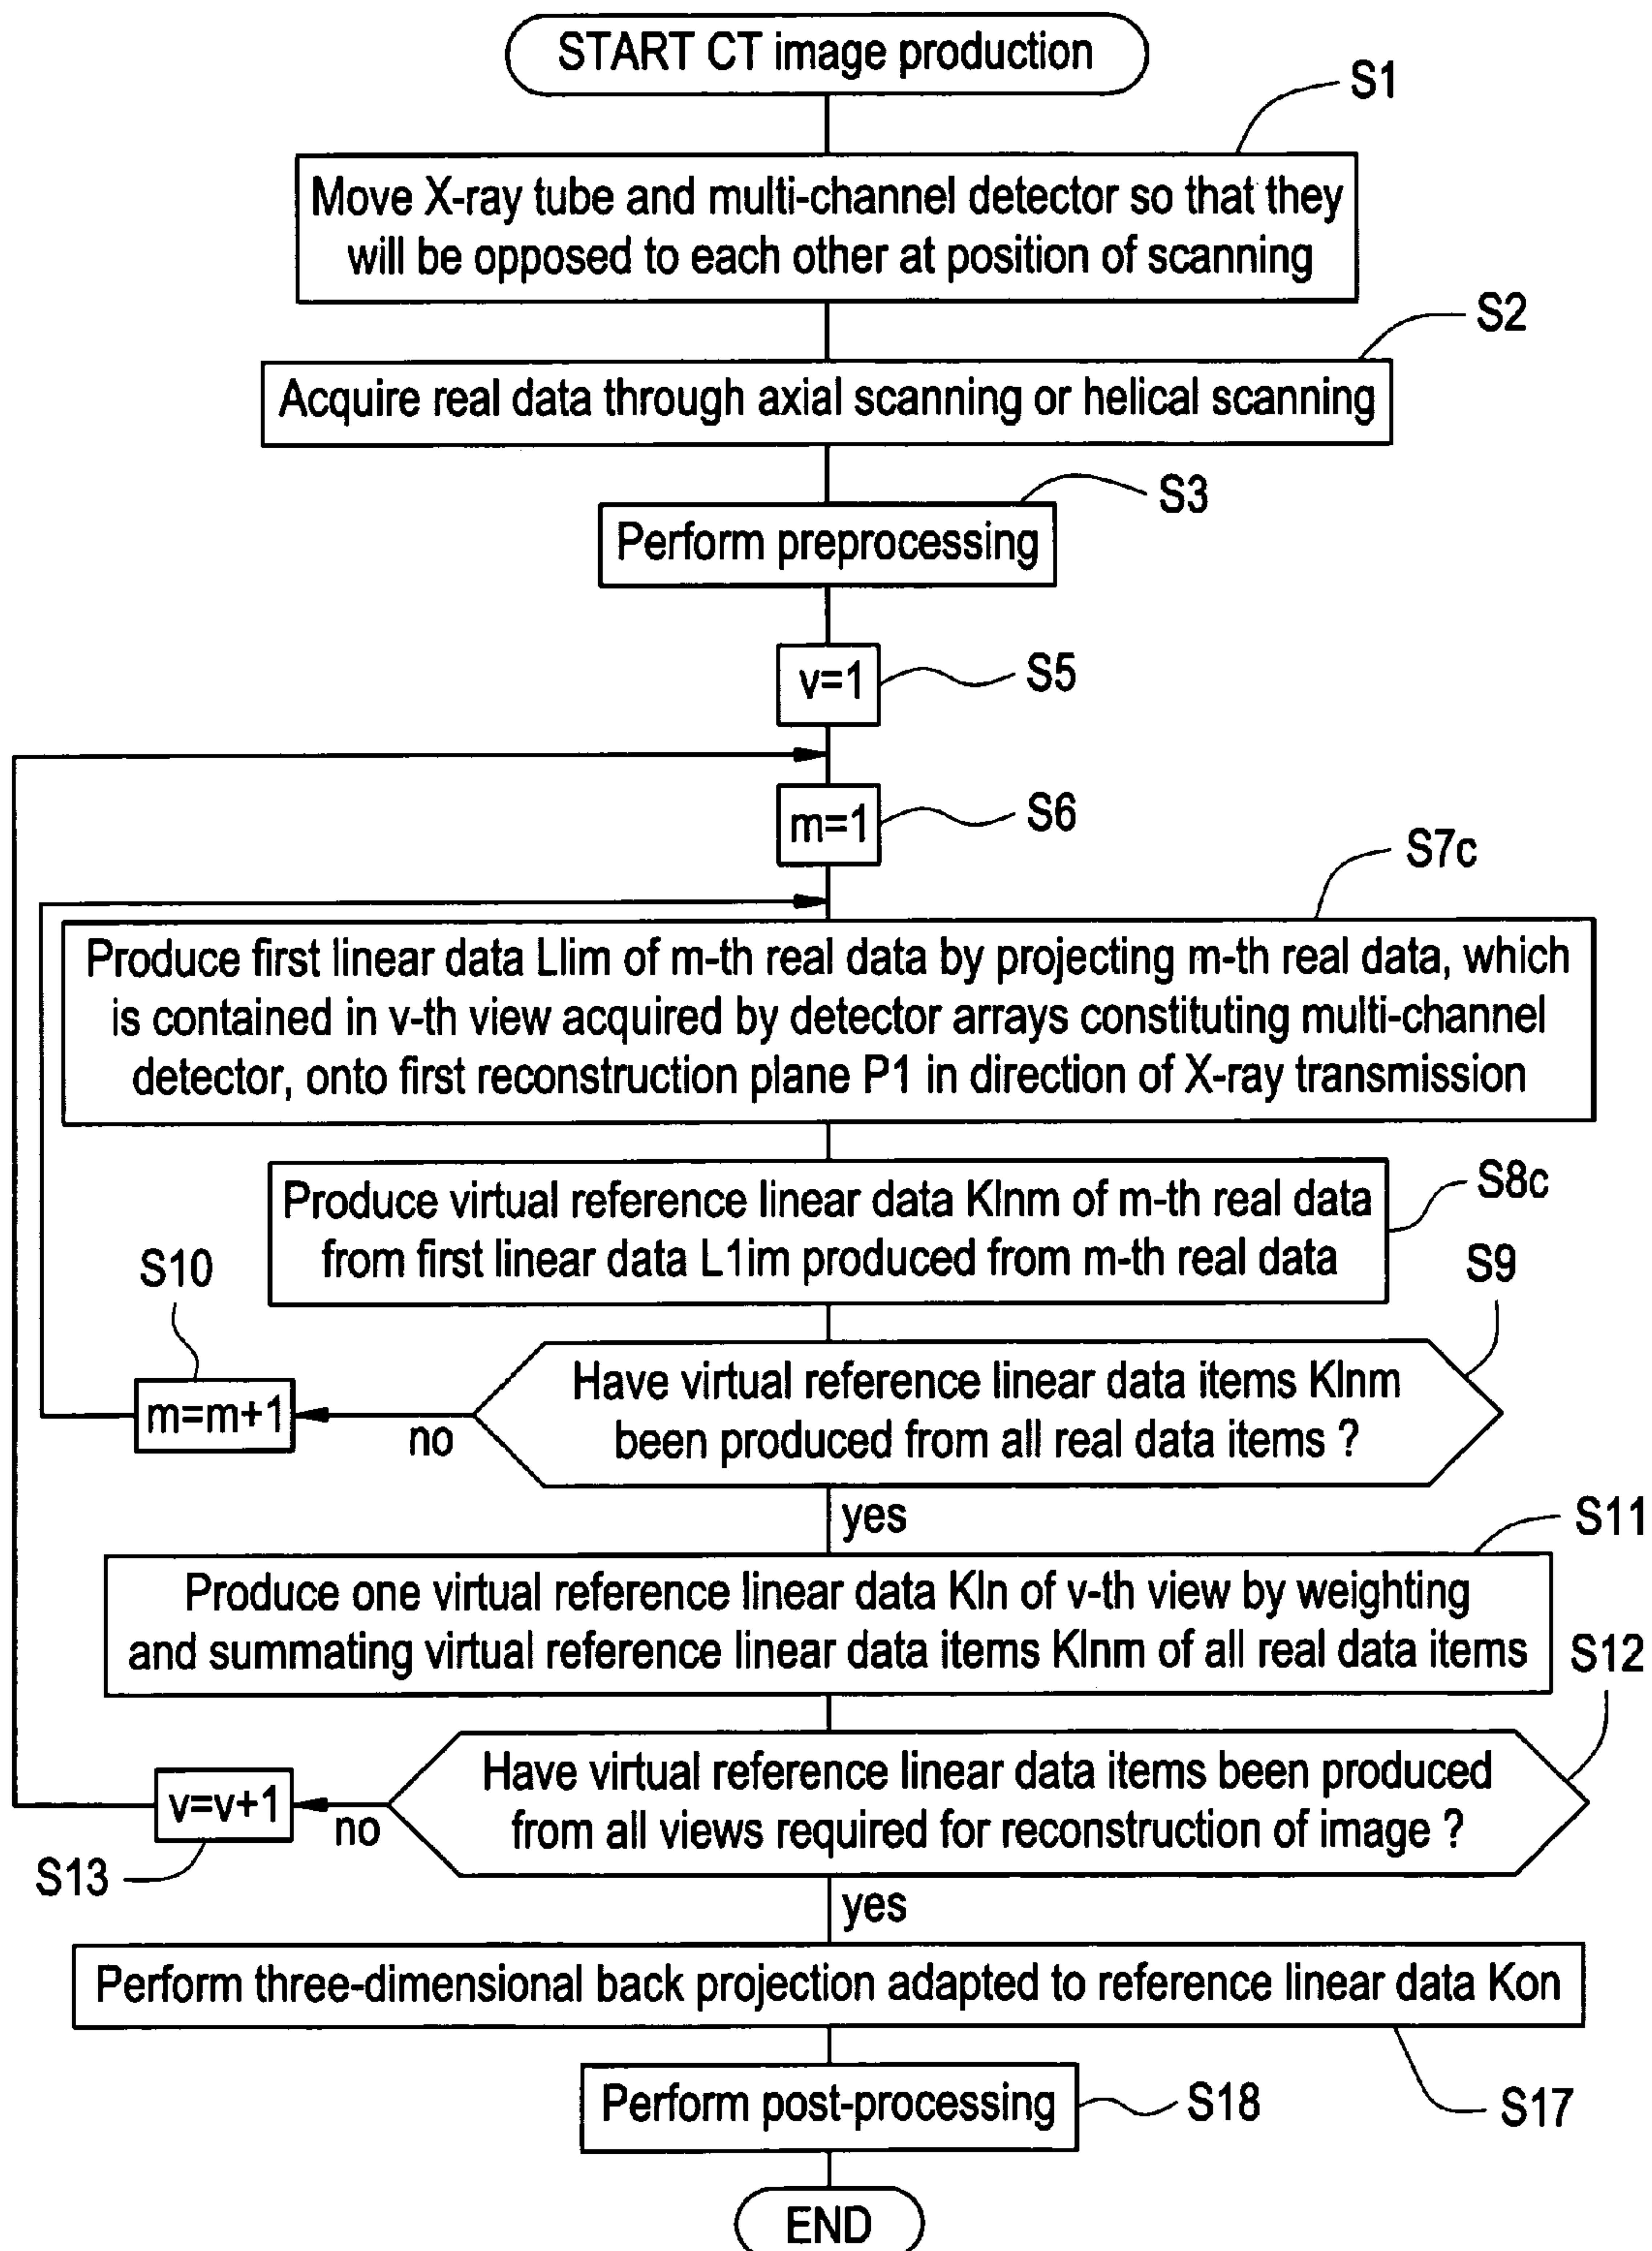 START CT image production
S1
Move X-ray tube and multi-channel detector so that they
will be opposed to each other at position of scanning
S2
Acquire real data through axial scanning or helical scanning
S3
Perform preprocessing
v=1
S5
m=1
S6
S7c
Produce first linear data Llim of m-th real data by projecting m-th real data, which
is contained in v-th view acquired by detector arrays constituting multi-channel
detector, onto first reconstruction plane P1 in direction of X-ray transmission
S8c
Produce virtual reference linear data Klnm of m-th real data
from first linear data L1im produced from m-th real data
S9
S10
Have virtual reference linear data items Klnm
been produced from all real data items ?
m=m+1
no
yes
S11
Produce one virtual reference linear data Kln of v-th view by weighting
and summating virtual reference linear data items Klnm of all real data items
S12
Have virtual reference linear data items been produced
from all views required for reconstruction of image ?
v=v+1
no
S13
yes
Perform three-dimensional back projection adapted to reference linear data Kon
S17
Perform post-processing
S18
END